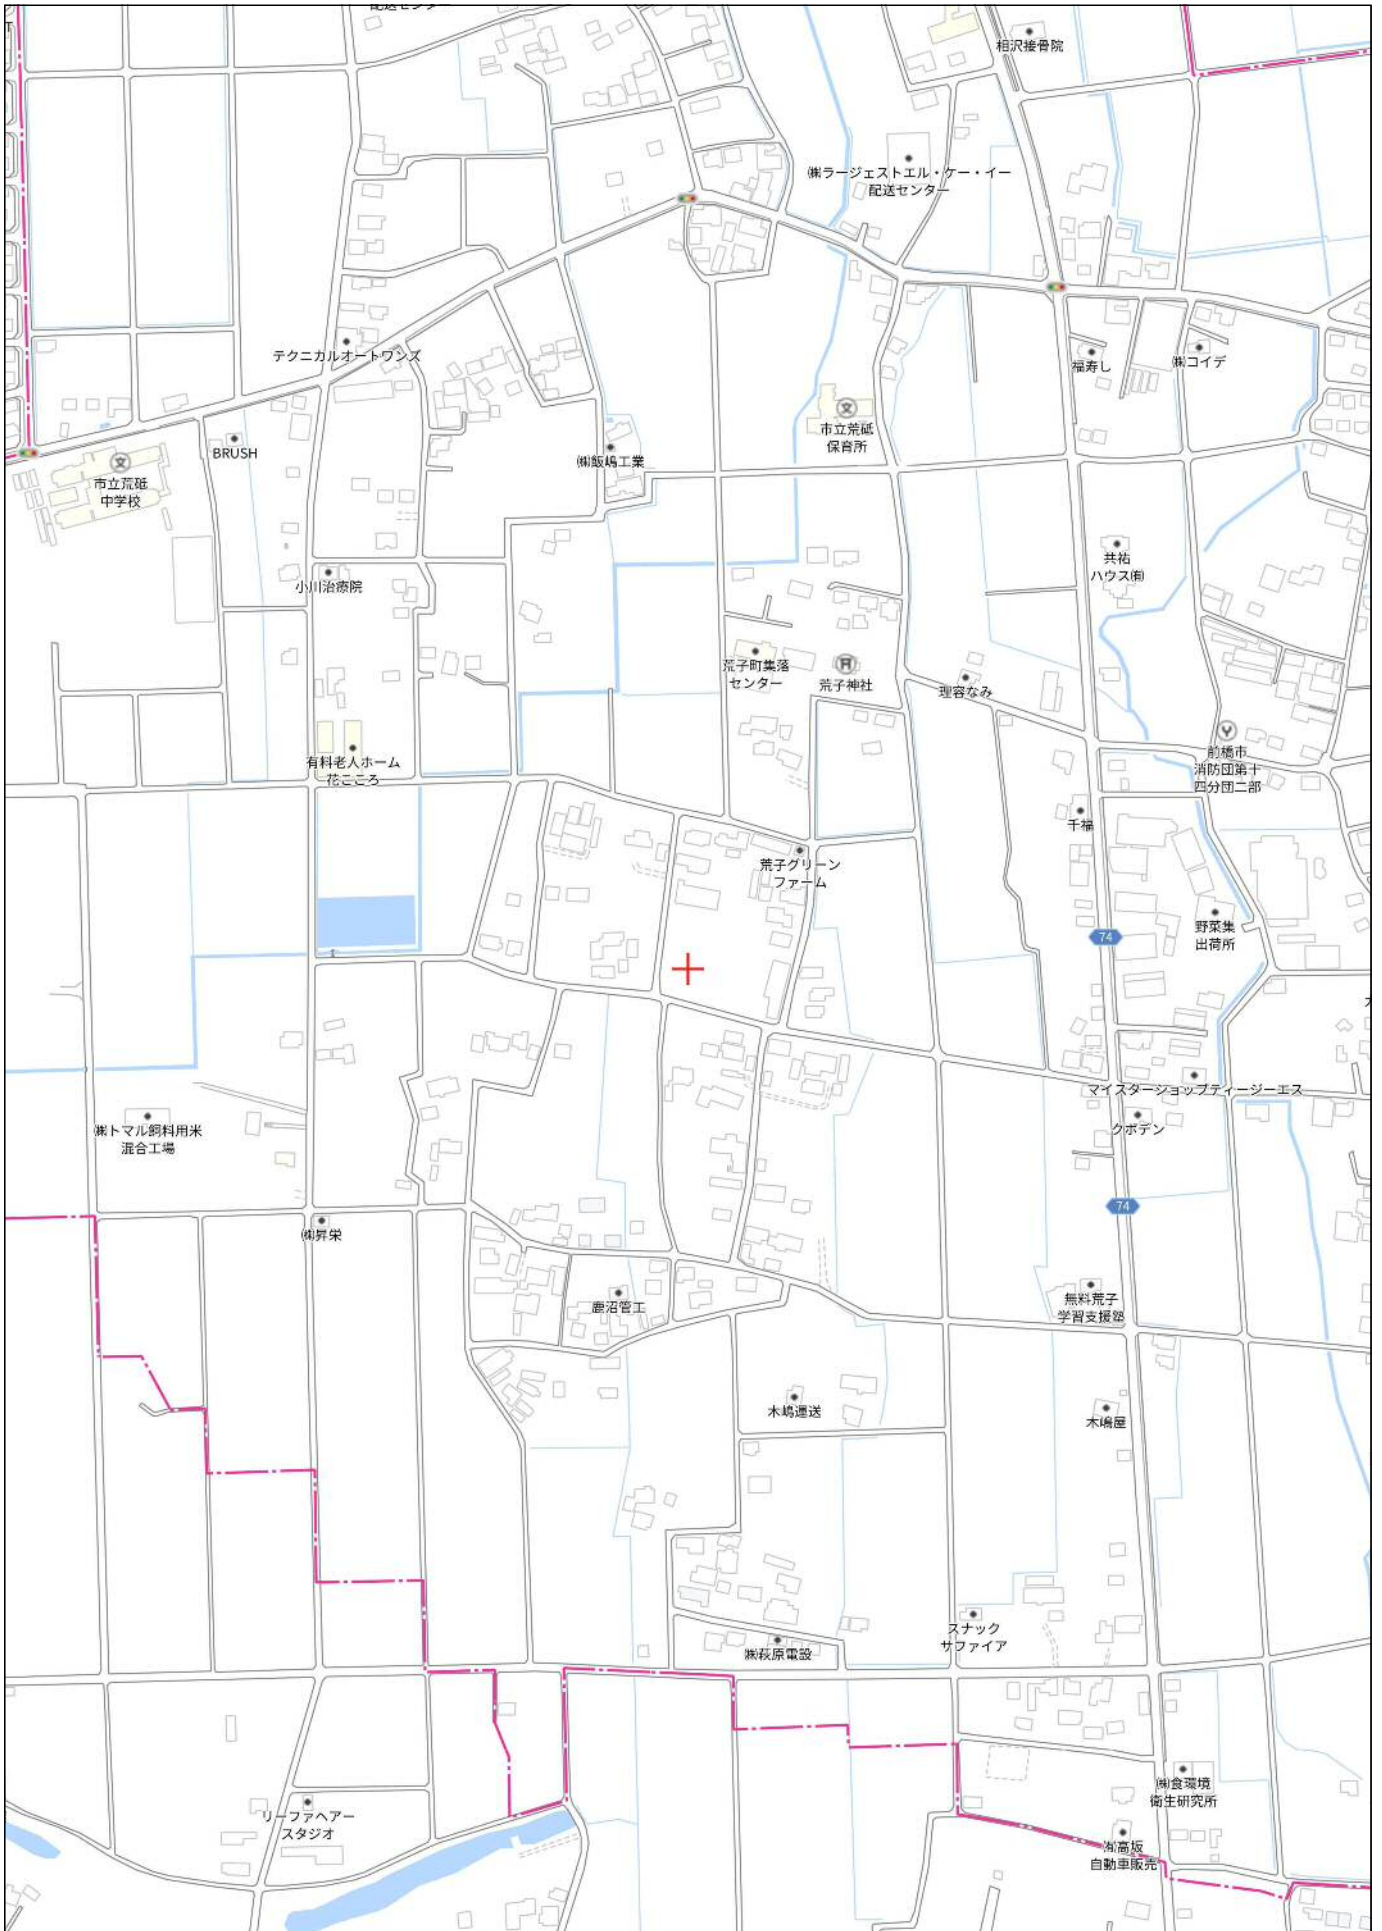 配送センター
相沢接骨院
㈱ラージェストエル・ケー・イー
配送センター
テクニカルオートワンズ
福寿し
㈱コイデ
BRUSH
㈱飯嶋工業
市立荒砥
保育所
市立荒砥
中学校
共祐
ハウス㈲
小川治療院
荒子町集落
センター
荒子神社
理容なみ
有料老人ホーム
花こころ
前橋市
消防団第十
四分団二部
千福
荒子グリーン
ファーム
野菜集
出荷所
74
マイスターショップティージーエス
クボデン
㈱トマル飼料用米
混合工場
74
㈱昇栄
鹿沼管工
無料荒子
学習支援塾
木嶋運送
木嶋屋
スナック
サファイア
㈱萩原電設
㈱食環境
衛生研究所
リーファヘアー
スタジオ
㈲高坂
自動車販売